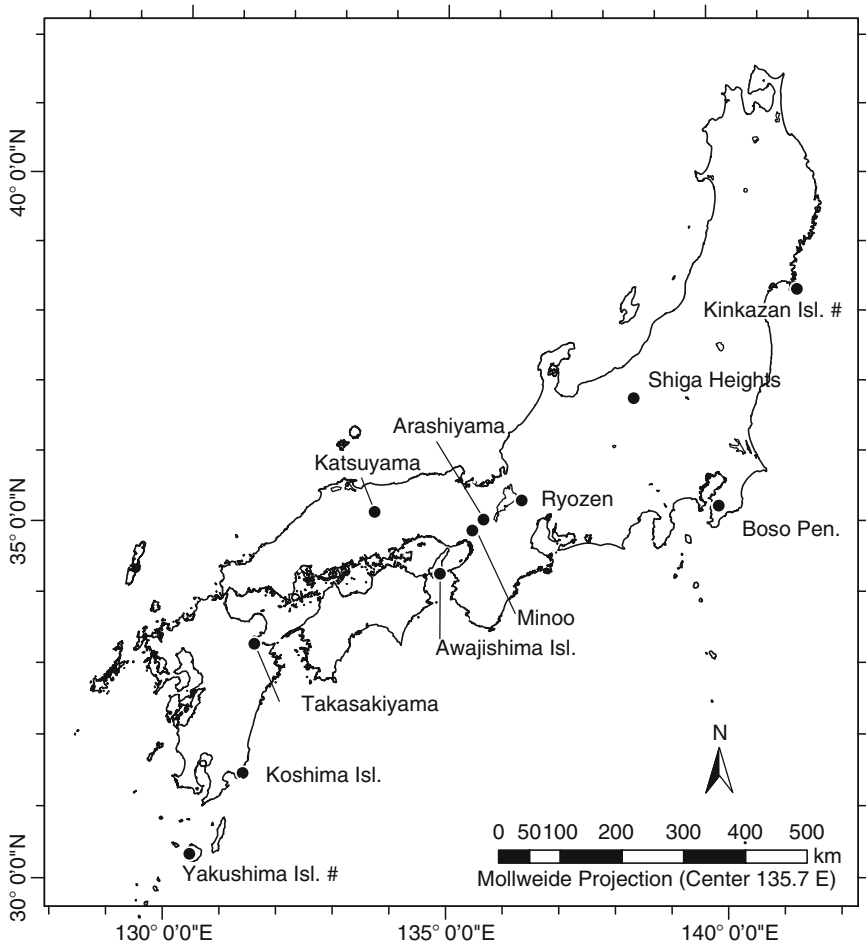 40° 0'0"N
Kinkazan Isl. #
Shiga Heights
Arashiyama
Katsuyama
Ryozen
35° 0'0"N
Boso Pen.
Minoo
Awajishima Isl.
Takasakiyama
N
Koshima Isl.
0 50 100 200 300 400 500
km
Yakushima Isl. #
Mollweide Projection (Center 135.7 E)
30° 0'0"N
130° 0'0"E 135° 0'0"E 140° 0'0"E